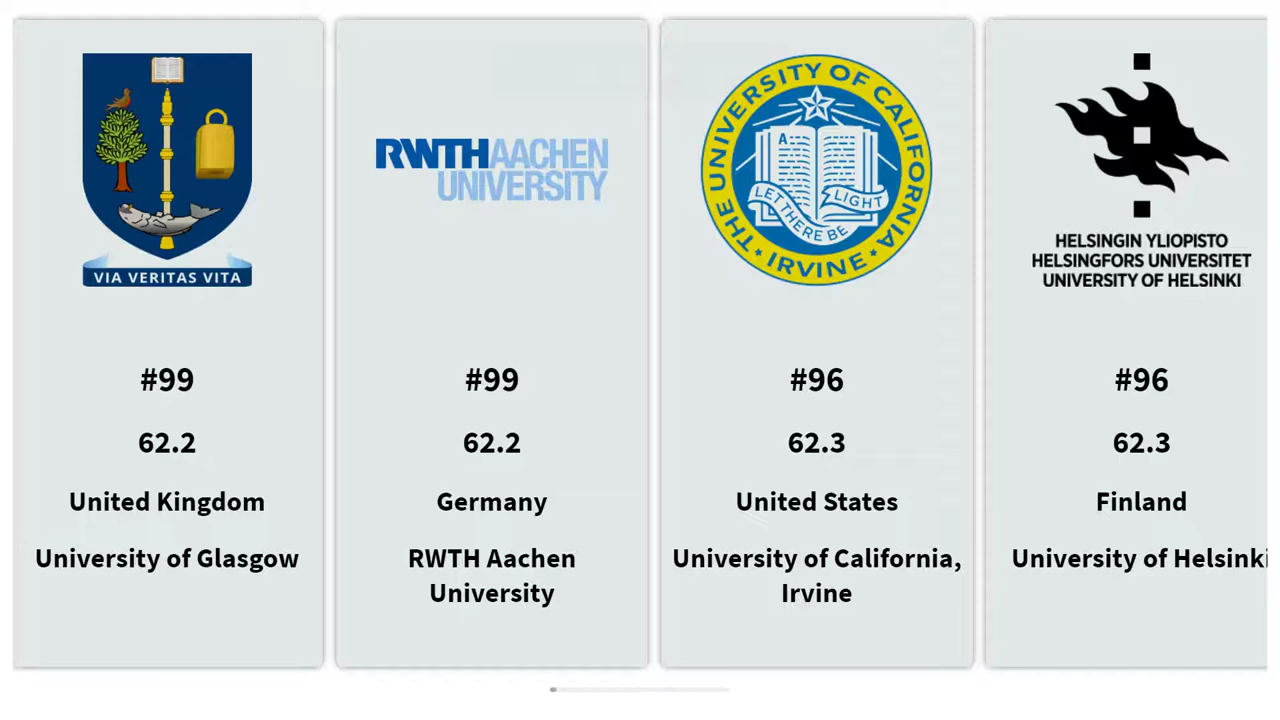 VIA VERITAS VITA
#99
62.2
United Kingdom
University of Glasgow
RWTHAACHEN
UNIVERSITY
#99
62.2
Germany
RWTH Aachen
University
THE UNIVERSITY OF CALIFORNIA
IRVINE
A
LET THERE BE
LIGHT
#96
62.3
United States
University of California,
Irvine
HELSINGIN YLIOPISTO
HELSINGFORS UNIVERSITET
UNIVERSITY OF HELSINKI
#96
62.3
Finland
University of Helsinki